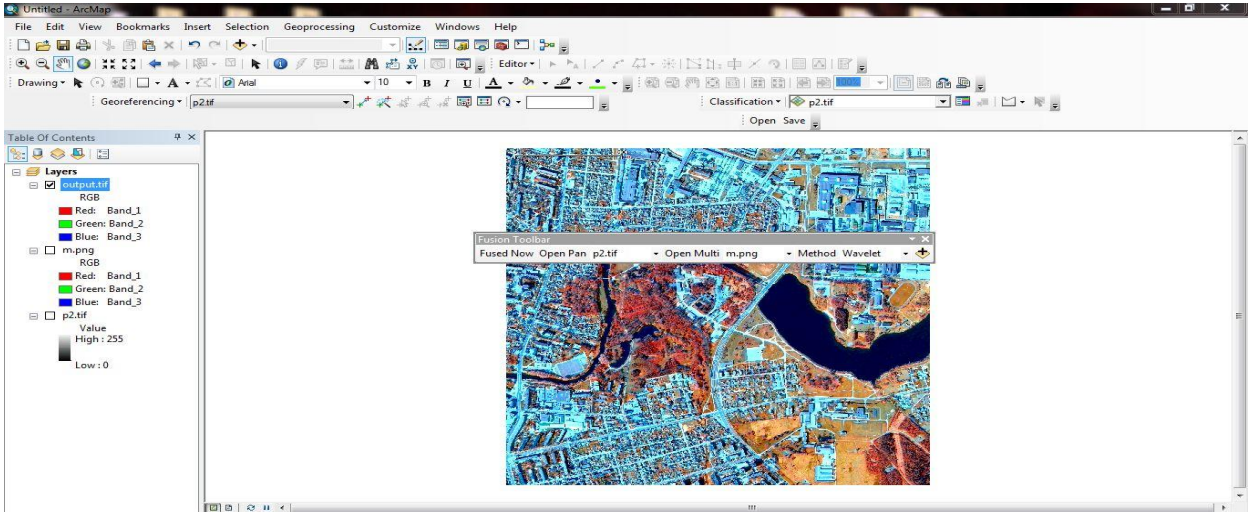 Untitled - ArcMap
File Edit View Bookmarks Insert Selection Geoprocessing Customize Windows Help
Editor
Drawing A Arial 10 B I U A 100%
Georeferencing p2.tif Classification p2.tif
Open Save
Table Of Contents
Layers
output.tif
RGB
Red: Band_1
Green: Band_2
Blue: Band_3
m.png
RGB
Red: Band_1
Green: Band_2
Blue: Band_3
p2.tif
Value
High : 255
Low : 0
Fusion Toolbar
Fused Now Open Pan p2.tif Open Multi m.png Method Wavelet